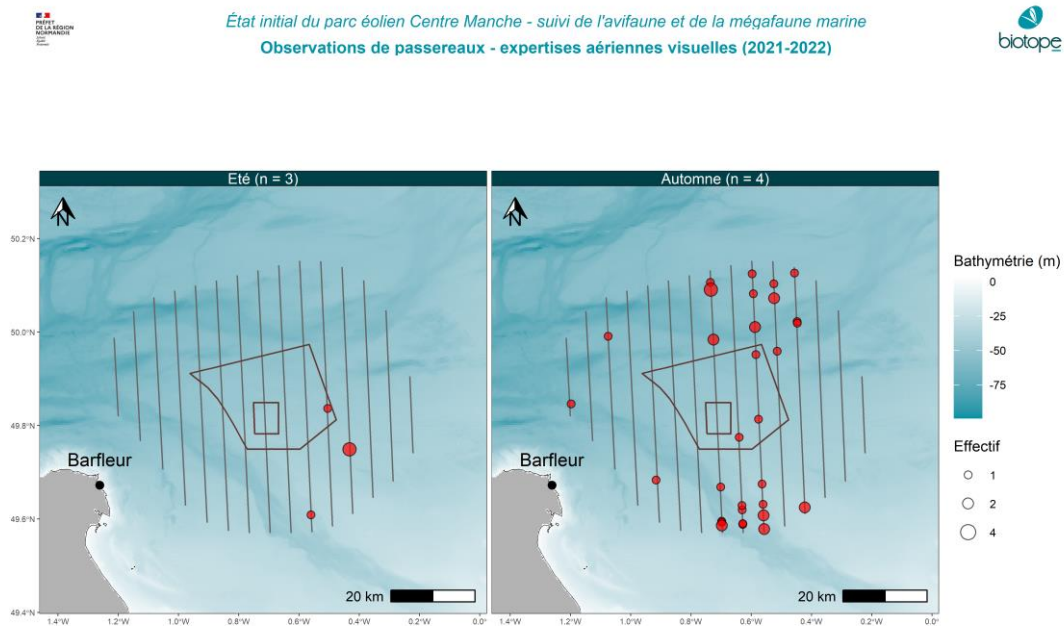 PRÉFET
DE LA RÉGION
NORMANDIE
État initial du parc éolien Centre Manche - suivi de l'avifaune et de la mégafaune marine
Observations de passereaux - expertises aériennes visuelles (2021-2022)
biotope
Eté (n = 3)
Automne (n = 4)
N
N
50.2°N
50.0°N
49.8°N
49.6°N
49.4°N
Barfleur
Barfleur
20 km
20 km
1.4°W 1.2°W 1.0°W 0.8°W 0.6°W 0.4°W 0.2°W 0.0°
1.4°W 1.2°W 1.0°W 0.8°W 0.6°W 0.4°W 0.2°W 0.0°
Bathymétrie (m)
0
-25
-50
-75
Effectif
1
2
4